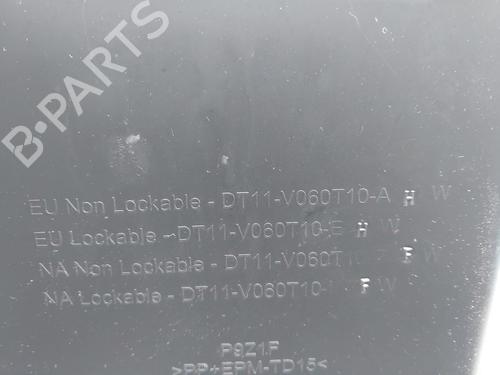 B-PARTS
EU Non Lockable - DT11-V060T10-A H W
EU Lockable - DT11-V060T10-E H W
NA Non Lockable - DT11-V060T10 F W
NA Lockable - DT11-V060T10- F W
P9Z1F
>PP+EPM-TD15<